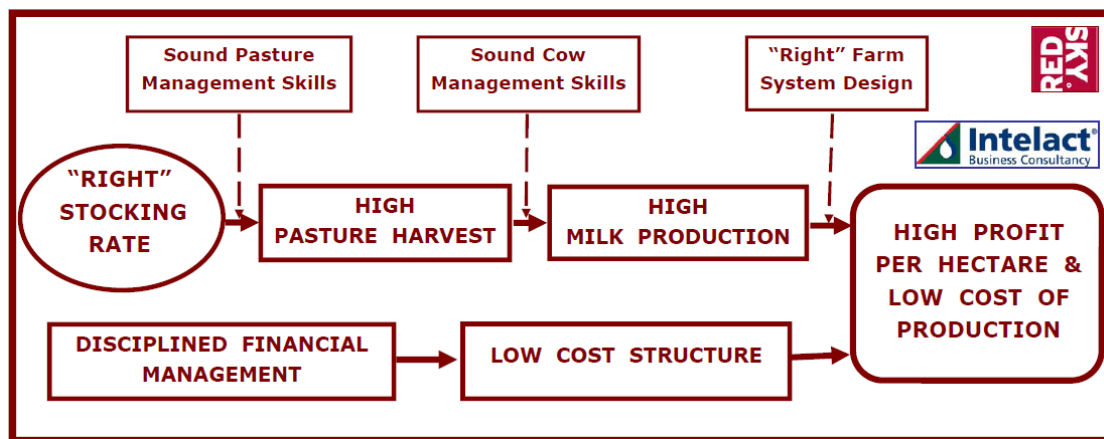 Sound Pasture
Management Skills
Sound Cow
Management Skills
“Right” Farm
System Design
RED
SKY.
Intelact®
Business Consultancy
“RIGHT”
STOCKING
RATE
HIGH
PASTURE HARVEST
HIGH
MILK PRODUCTION
HIGH PROFIT
PER HECTARE &
LOW COST OF
PRODUCTION
DISCIPLINED FINANCIAL
MANAGEMENT
LOW COST STRUCTURE